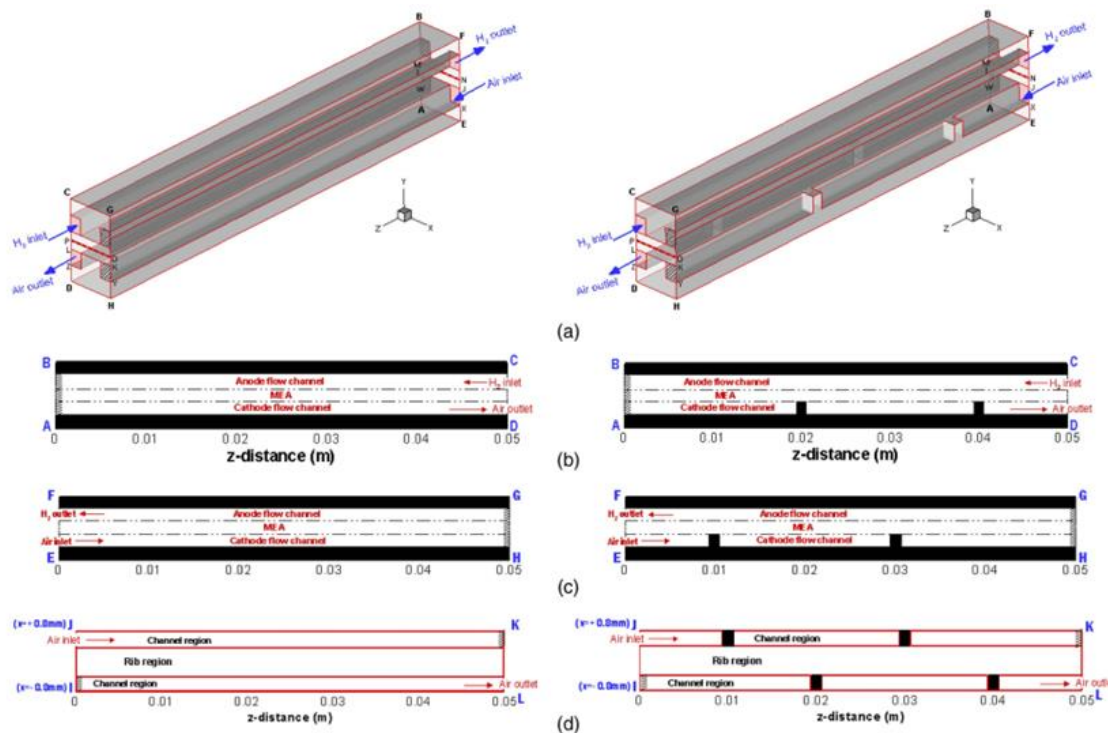 B
F
H₂ outlet
M
I
N
Air inlet
J
W
X
A
E
C
G
H₂ inlet
P
L
O
K
Z
Y
Air outlet
D
H
Y
Z
X
B
F
H₂ outlet
M
I
N
Air inlet
J
W
X
A
E
C
G
H₂ inlet
P
L
O
K
Z
Y
Air outlet
D
H
Y
Z
X
(a)
B C
Anode flow channel H₂ inlet
MEA
Cathode flow channel Air outlet
A D
0 0.01 0.02 0.03 0.04 0.05
z-distance (m)
B C
Anode flow channel H₂ inlet
MEA
Cathode flow channel Air outlet
A D
0 0.01 0.02 0.03 0.04 0.05
z-distance (m)
(b)
F G
H₂ outlet Anode flow channel
MEA
Air inlet Cathode flow channel
E H
0 0.01 0.02 0.03 0.04 0.05
F G
H₂ outlet Anode flow channel
MEA
Air inlet Cathode flow channel
E H
0 0.01 0.02 0.03 0.04 0.05
(c)
(x=+0.8mm) J K
Air inlet Channel region
Rib region
(x=-0.8mm) I Channel region Air outlet
0 0.01 0.02 0.03 0.04 0.05 L
z-distance (m)
(x=+0.8mm) J K
Air inlet Channel region
Rib region
(x=-0.8mm) I Channel region Air outlet
0 0.01 0.02 0.03 0.04 0.05 L
z-distance (m)
(d)